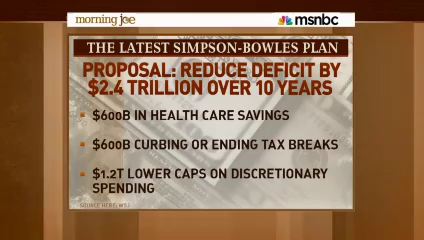 morning joe
msnbc
THE LATEST SIMPSON-BOWLES PLAN
PROPOSAL: REDUCE DEFICIT BY
$2.4 TRILLION OVER 10 YEARS
$600B IN HEALTH CARE SAVINGS
$600B CURBING OR ENDING TAX BREAKS
$1.2T LOWER CAPS ON DISCRETIONARY
SPENDING
SOURCE HERE: WSJ